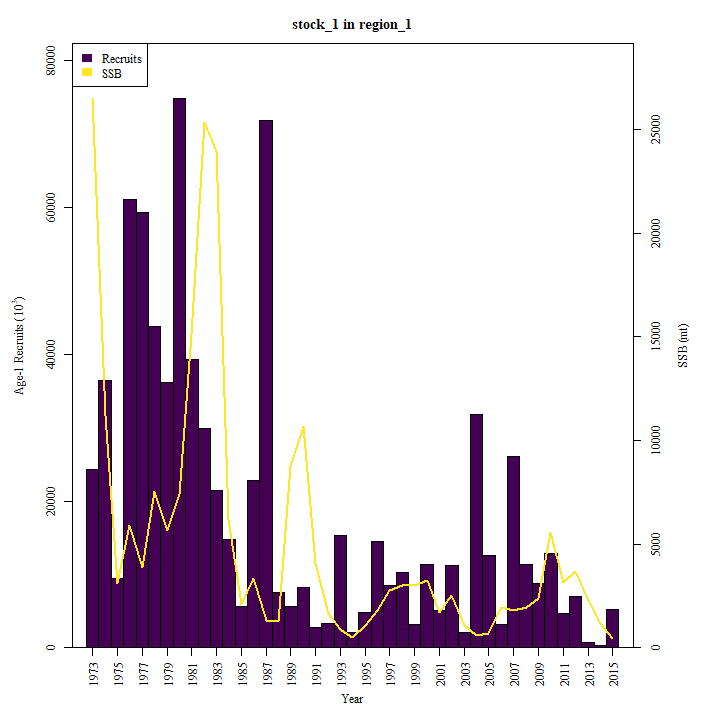 stock_1 in region_1
Recruits
SSB
80000
60000
40000
20000
0
Age-1 Recruits (10³)
25000
20000
15000
10000
5000
0
SSB (mt)
1973 1975 1977 1979 1981 1983 1985 1987 1989 1991 1993 1995 1997 1999 2001 2003 2005 2007 2009 2011 2013 2015
Year